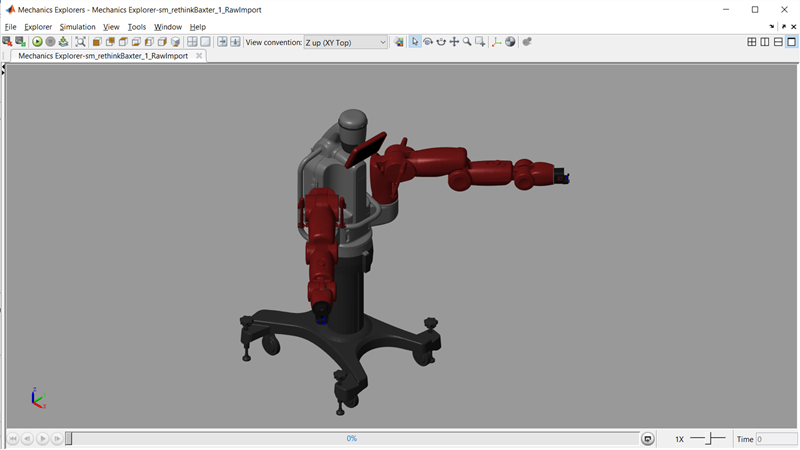 Mechanics Explorers - Mechanics Explorer-sm_rethinkBaxter_1_RawImport
File Explorer Simulation View Tools Window Help
View convention: Z up (XY Top)
Mechanics Explorer-sm_rethinkBaxter_1_RawImport
Z
Y
X
0% 1X Time 0